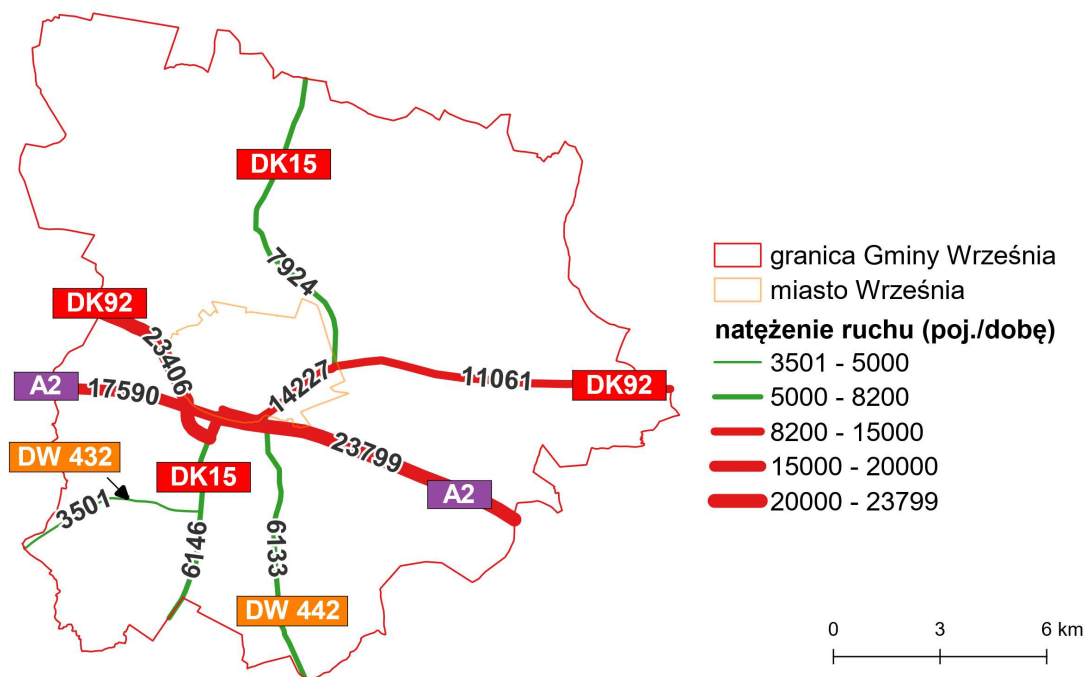 DK15
7924
DK92
23406
A2
17590
14227
11061
DK92
23799
A2
DW 432
DK15
3501
6146
6133
DW 442
granica Gminy Wrześnía
miasto Wrześnía
natężenie ruchu (poj./dobę)
3501 - 5000
5000 - 8200
8200 - 15000
15000 - 20000
20000 - 23799
0 3 6 km